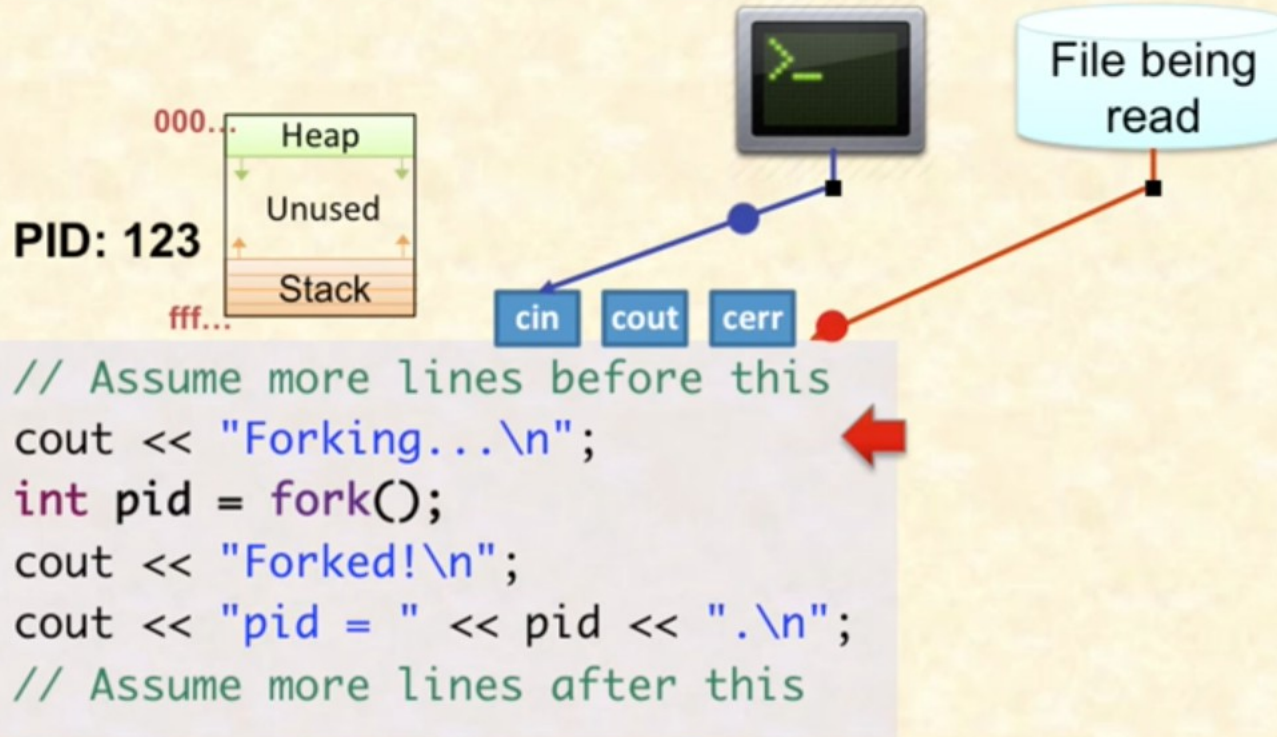 >_
File being
read
000...
Heap
Unused
PID: 123
Stack
fff...
cin
cout
cerr
// Assume more lines before this
cout << "Forking...\n";
int pid = fork();
cout << "Forked!\n";
cout << "pid = " << pid << ".\n";
// Assume more lines after this